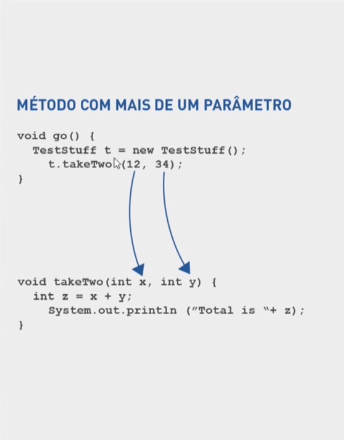 MÉTODO COM MAIS DE UM PARÂMETRO
void go() {
TestStuff t = new TestStuff();
t.takeTwo(12, 34);
}
void takeTwo(int x, int y) {
int z = x + y;
System.out.println ("Total is "+ z);
}